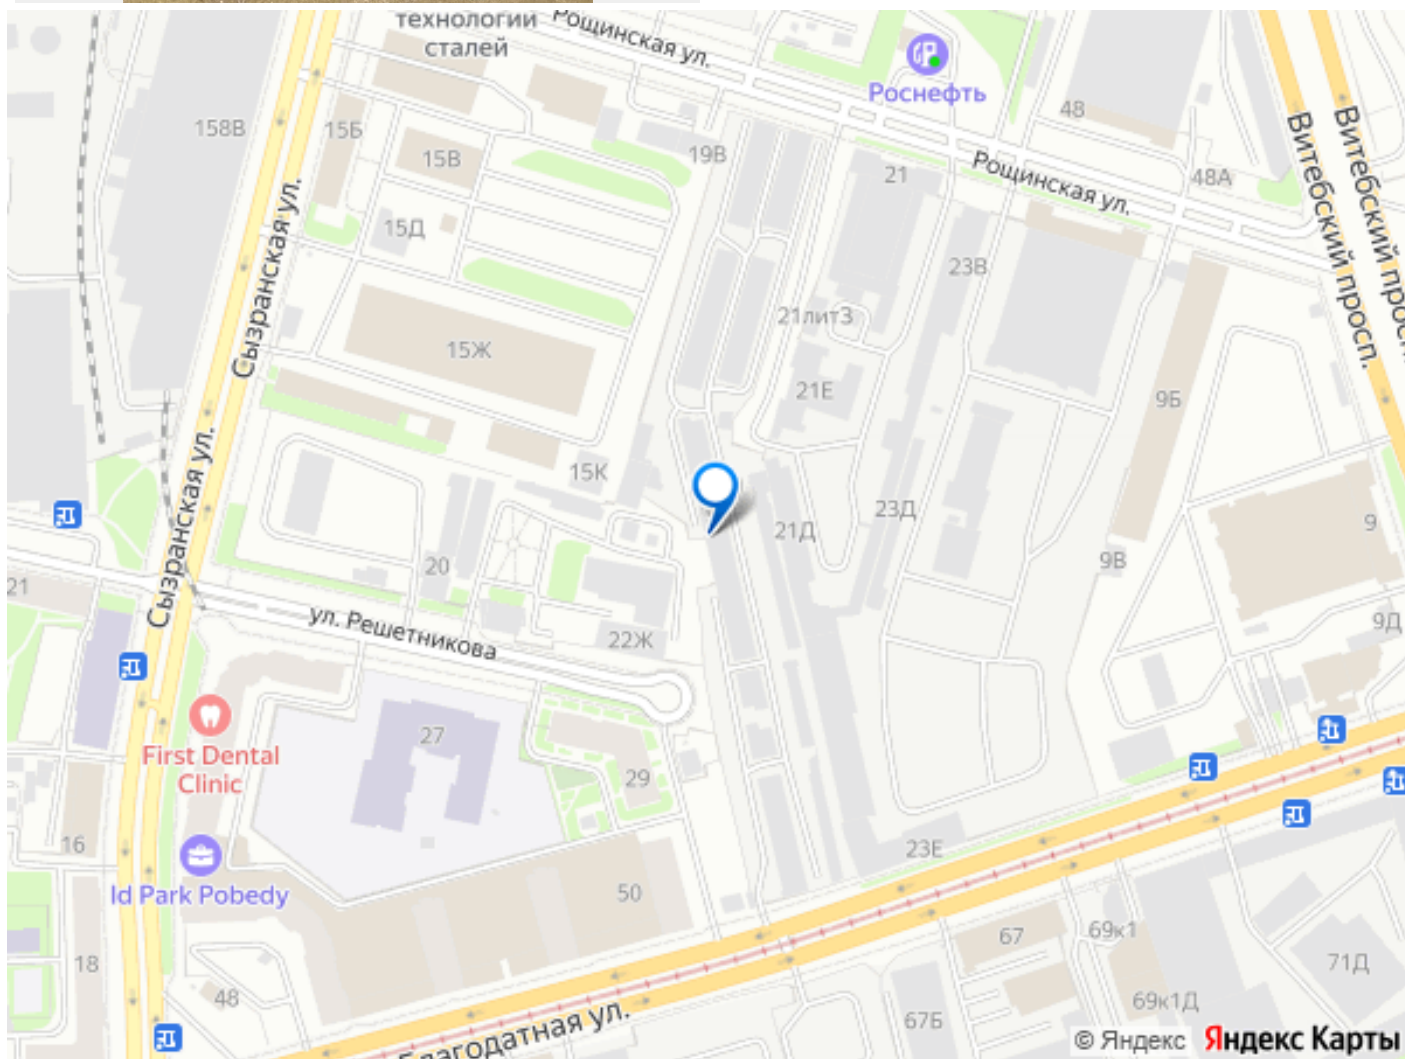 технологии
сталей
Рощинская ул.
Роснефть
158В
15Б
15В
19В
21
48
48А
Рощинская ул.
Витебский просп.
Витебский просп.
15Д
23В
Сызранская ул.
21лит3
15Ж
21Е
9Б
15К
Сызранская ул.
21Д
23Д
9
9В
20
21
ул. Решетникова
22Ж
9Д
27
First Dental
Clinic
29
16
23Е
Id Park Pobedy
50
67
69к1
18
71Д
48
67Б
69к1Д
Благодатная ул.
© Яндекс Яндекс Карты